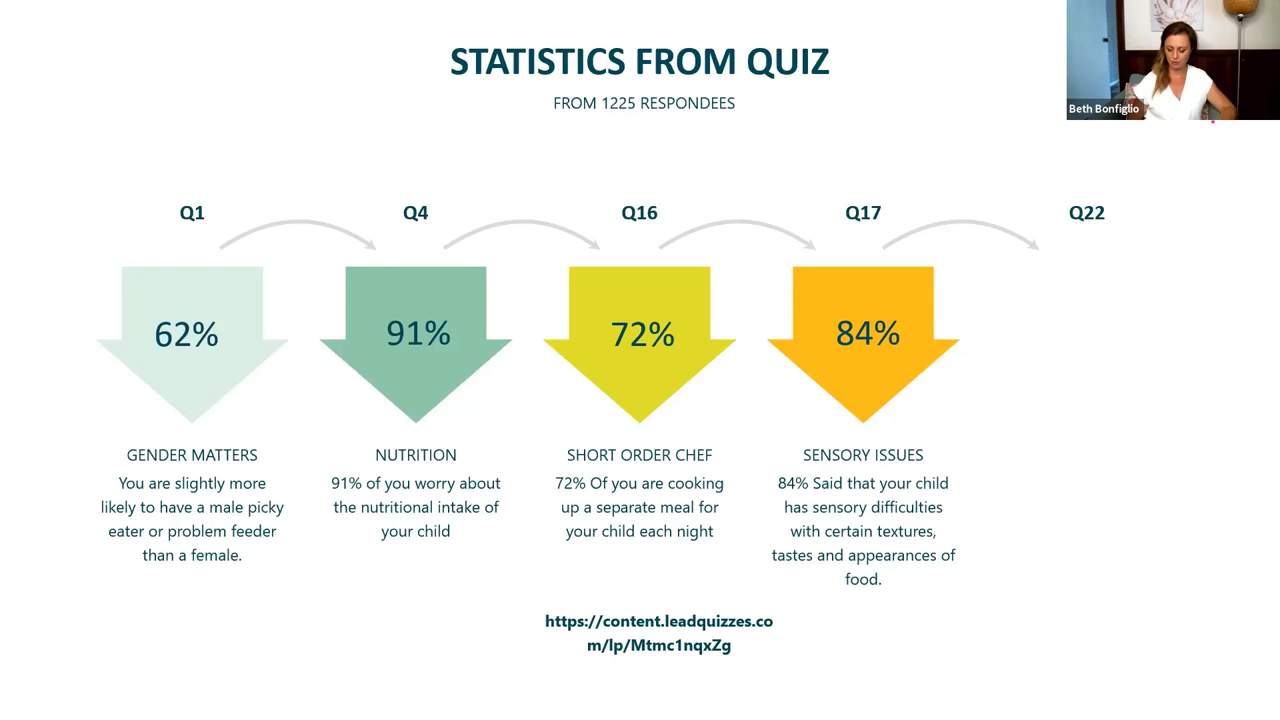 STATISTICS FROM QUIZ
FROM 1225 RESPONDEES
Beth Bonfiglio
Q1
Q4
Q16
Q17
Q22
62%
91%
72%
84%
GENDER MATTERS
You are slightly more
likely to have a male picky
eater or problem feeder
than a female.
NUTRITION
91% of you worry about
the nutritional intake of
your child
SHORT ORDER CHEF
72% Of you are cooking
up a separate meal for
your child each night
SENSORY ISSUES
84% Said that your child
has sensory difficulties
with certain textures,
tastes and appearances of
food.
https://content.leadquizzes.co
m/lp/Mtmc1nqxZg